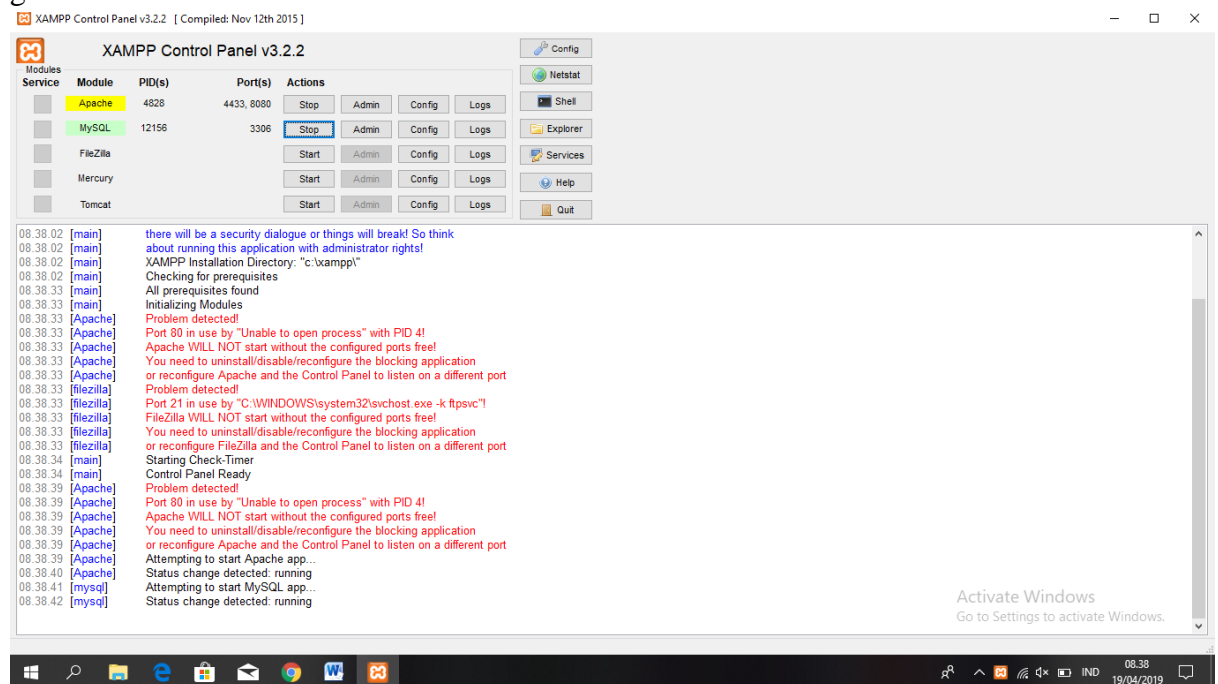 XAMPP Control Panel v3.2.2 [ Compiled: Nov 12th 2015 ]
XAMPP Control Panel v3.2.2
Config
Modules
Service Module PID(s) Port(s) Actions
Netstat
Apache 4828 4433, 8080 Stop Admin Config Logs
Shell
MySQL 12156 3306 Stop Admin Config Logs
Explorer
FileZilla Start Admin Config Logs
Services
Mercury Start Admin Config Logs
Help
Tomcat Start Admin Config Logs
Quit
08.38.02 [main] there will be a security dialogue or things will break! So think
08.38.02 [main] about running this application with administrator rights!
08.38.02 [main] XAMPP Installation Directory: "c:\xampp\"
08.38.02 [main] Checking for prerequisites
08.38.33 [main] All prerequisites found
08.38.33 [main] Initializing Modules
08.38.33 [Apache] Problem detected!
08.38.33 [Apache] Port 80 in use by "Unable to open process" with PID 4!
08.38.33 [Apache] Apache WILL NOT start without the configured ports free!
08.38.33 [Apache] You need to uninstall/disable/reconfigure the blocking application
08.38.33 [Apache] or reconfigure Apache and the Control Panel to listen on a different port
08.38.33 [filezilla] Problem detected!
08.38.33 [filezilla] Port 21 in use by "C:\WINDOWS\system32\svchost.exe -k ftpsvc"!
08.38.33 [filezilla] FileZilla WILL NOT start without the configured ports free!
08.38.33 [filezilla] You need to uninstall/disable/reconfigure the blocking application
08.38.33 [filezilla] or reconfigure FileZilla and the Control Panel to listen on a different port
08.38.34 [main] Starting Check-Timer
08.38.34 [main] Control Panel Ready
08.38.39 [Apache] Problem detected!
08.38.39 [Apache] Port 80 in use by "Unable to open process" with PID 4!
08.38.39 [Apache] Apache WILL NOT start without the configured ports free!
08.38.39 [Apache] You need to uninstall/disable/reconfigure the blocking application
08.38.39 [Apache] or reconfigure Apache and the Control Panel to listen on a different port
08.38.39 [Apache] Attempting to start Apache app...
08.38.40 [Apache] Status change detected: running
08.38.41 [mysql] Attempting to start MySQL app...
08.38.42 [mysql] Status change detected: running
Activate Windows
Go to Settings to activate Windows.
IND 08.38
19/04/2019